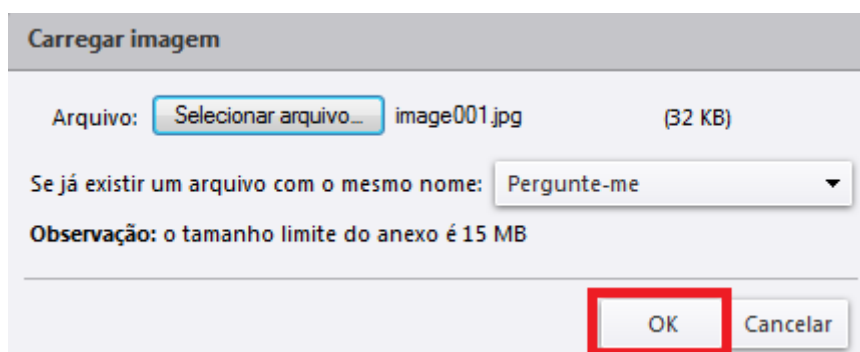 Carregar imagem
Arquivo: Selecionar arquivo... image001.jpg (32 KB)
Se já existir um arquivo com o mesmo nome: Pergunte-me
Observação: o tamanho limite do anexo é 15 MB
OK Cancelar